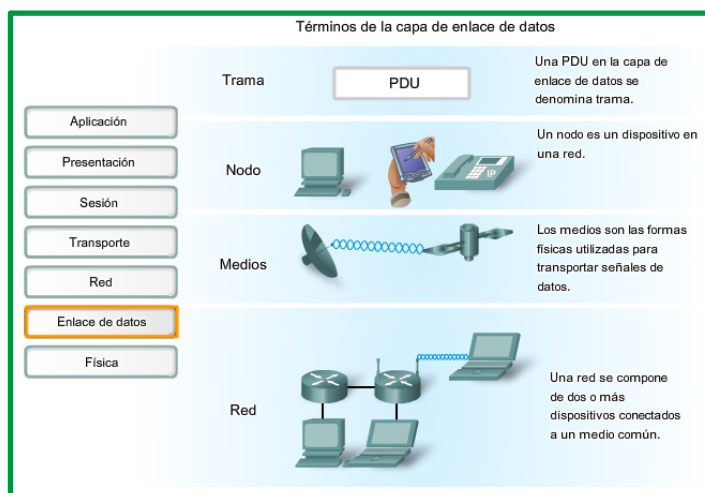 Términos de la capa de enlace de datos
Trama
PDU
Una PDU en la capa de
enlace de datos se
denomina trama.
Aplicación
Presentación
Sesión
Transporte
Red
Enlace de datos
Física
Nodo
IP
Un nodo es un dispositivo en
una red.
Medios
Los medios son las formas
físicas utilizadas para
transportar señales de
datos.
Red
Una red se compone
de dos o más
dispositivos conectados
a un medio común.